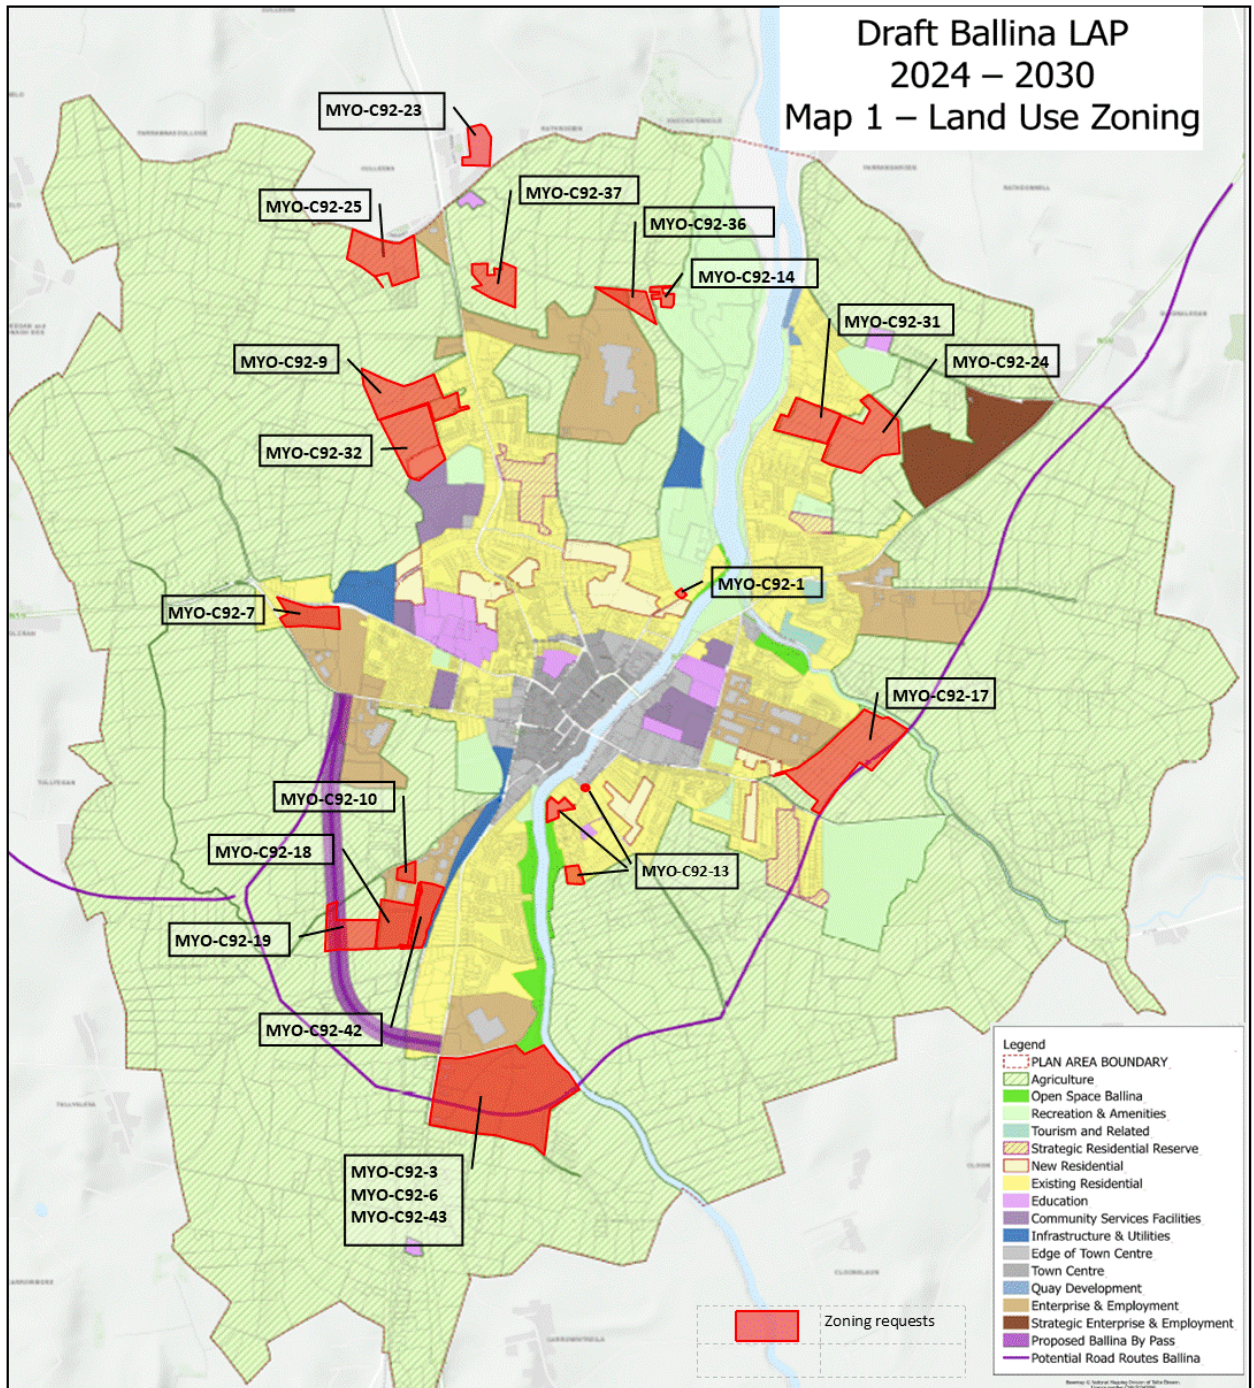 Draft Ballina LAP
2024 – 2030
Map 1 – Land Use Zoning
MYO-C92-23
MYO-C92-37
MYO-C92-25
MYO-C92-36
MYO-C92-14
MYO-C92-31
MYO-C92-24
MYO-C92-9
MYO-C92-32
MYO-C92-1
MYO-C92-7
MYO-C92-17
MYO-C92-10
MYO-C92-18
MYO-C92-13
MYO-C92-19
MYO-C92-42
MYO-C92-3
MYO-C92-6
MYO-C92-43
Zoning requests
Legend
PLAN AREA BOUNDARY
Agriculture
Open Space Ballina
Recreation & Amenities
Tourism and Related
Strategic Residential Reserve
New Residential
Existing Residential
Education
Community Services Facilities
Infrastructure & Utilities
Edge of Town Centre
Town Centre
Quay Development
Enterprise & Employment
Strategic Enterprise & Employment
Proposed Ballina By Pass
Potential Road Routes Ballina